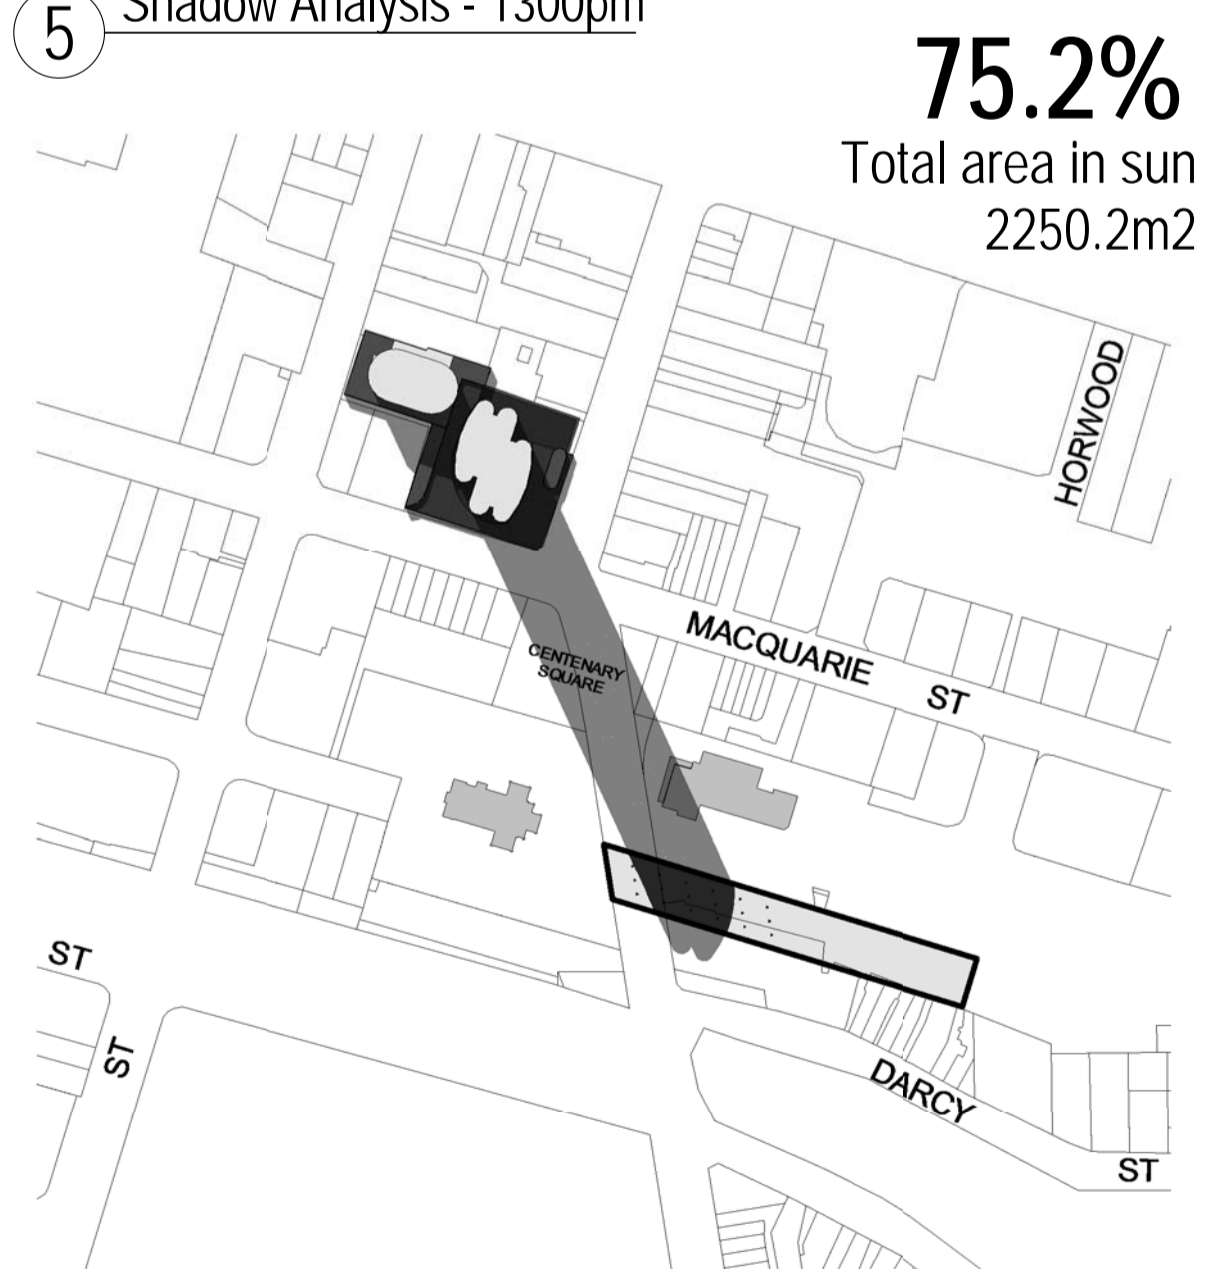 5
Shadow Analysis - 1300pm
75.2%
Total area in sun
2250.2m2
HORWOOD
MACQUARIE ST
CENTENARY
SQUARE
ST
ST
DARCY
ST